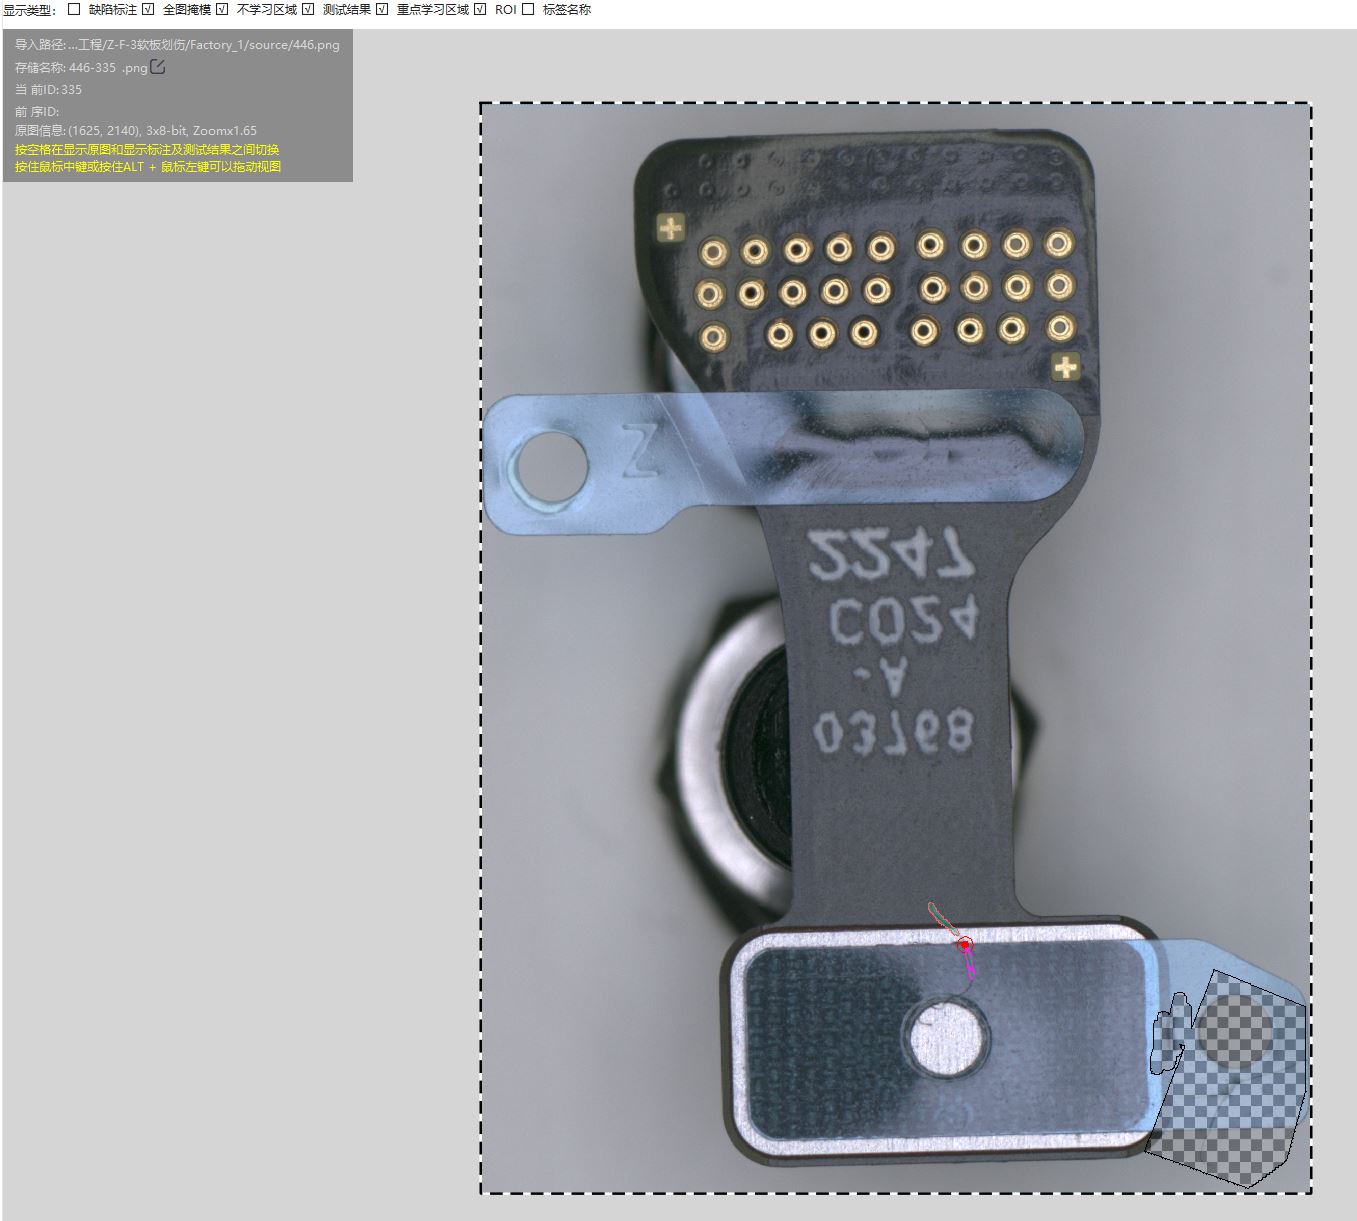 显示类型: 缺陷标注 全图掩模 不学习区域 测试结果 重点学习区域 ROI 标签名称
导入路径: ...工程/Z-F-3软板划伤/Factory_1/source/446.png
存储名称: 446-335 .png
当 前ID: 335
前 序ID:
原图信息: (1625, 2140), 3x8-bit, Zoomx1.65
按空格在显示原图和显示标注及测试结果之间切换
按住鼠标中键或按住ALT + 鼠标左键可以拖动视图
Z
2247
C024
-A
03768